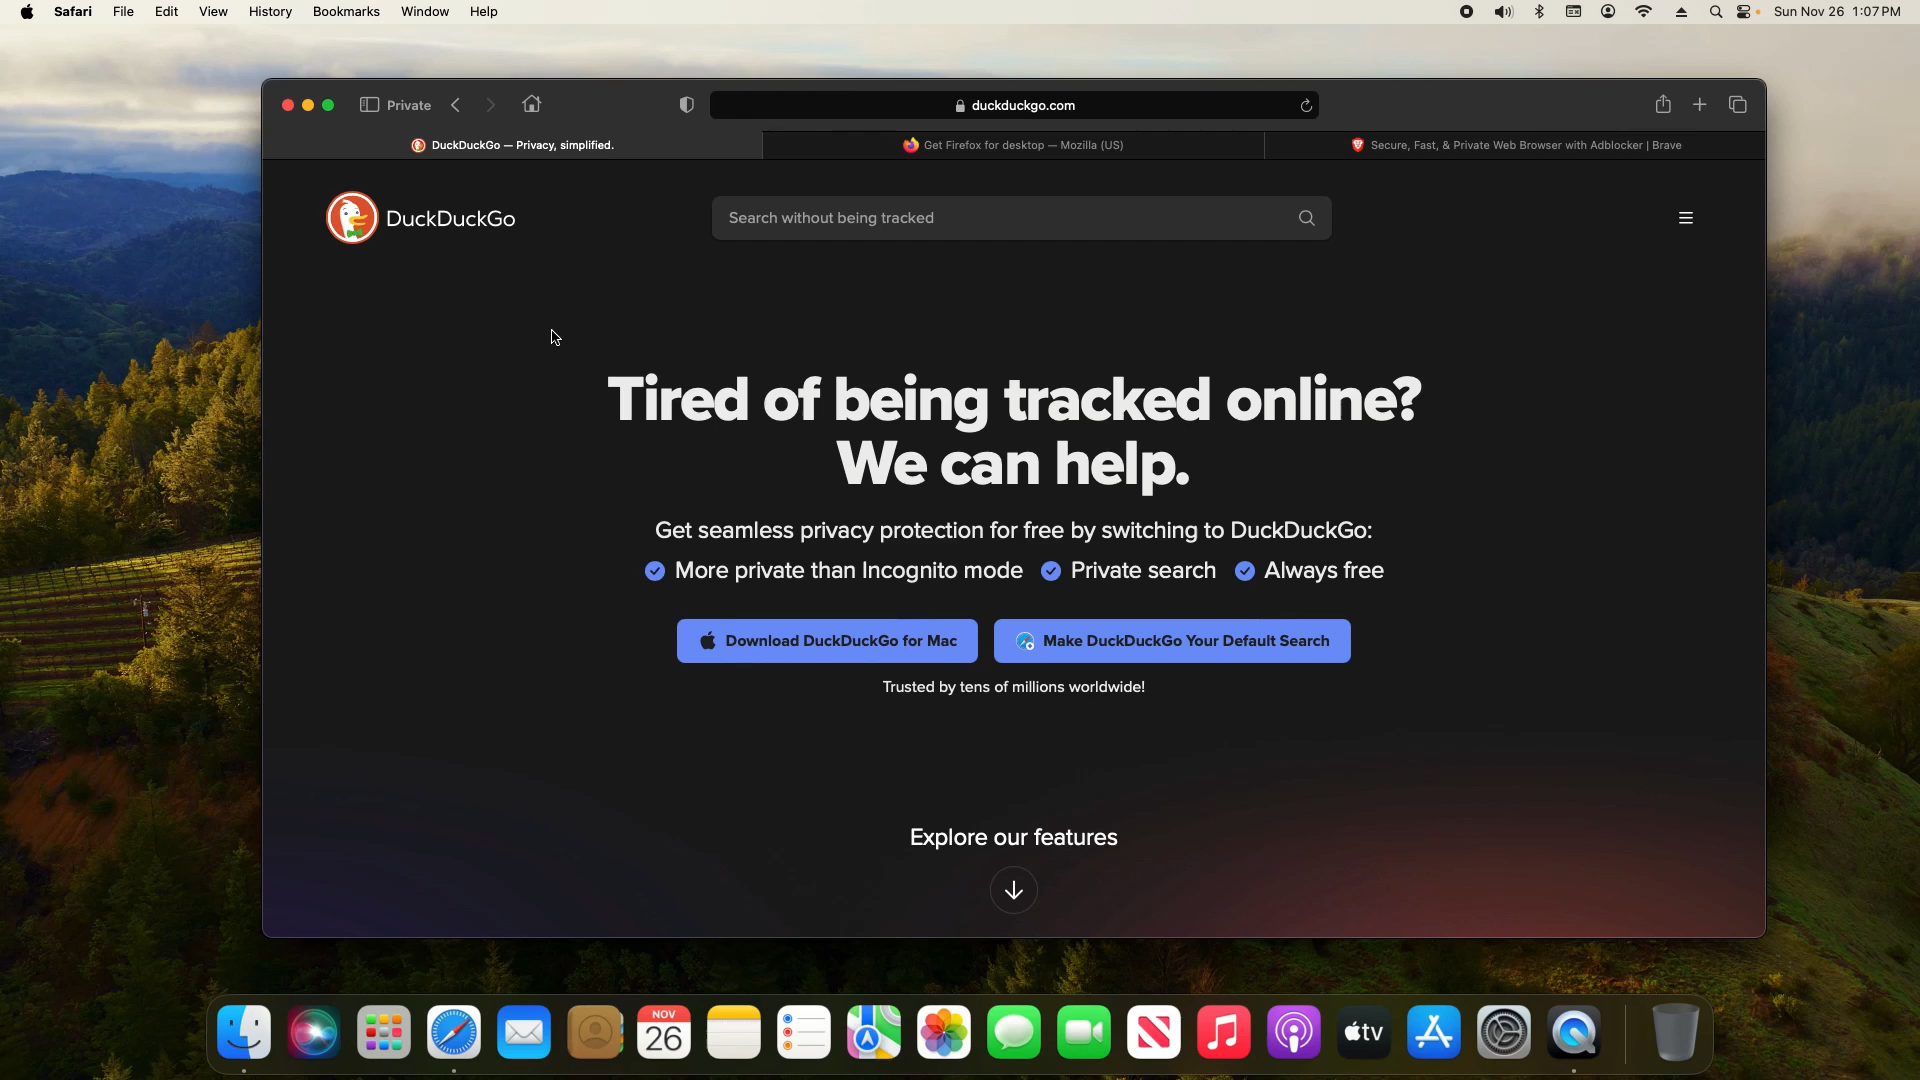 Safari File Edit View History Bookmarks Window Help Sun Nov 26 1:07 PM
Private duckduckgo.com
DuckDuckGo — Privacy, simplified. Get Firefox for desktop — Mozilla (US) Secure, Fast, & Private Web Browser with Adblocker | Brave
DuckDuckGo Search without being tracked
Tired of being tracked online?
We can help.
Get seamless privacy protection for free by switching to DuckDuckGo:
More private than Incognito mode Private search Always free
Download DuckDuckGo for Mac Make DuckDuckGo Your Default Search
Trusted by tens of millions worldwide!
Explore our features
NOV
26
tv